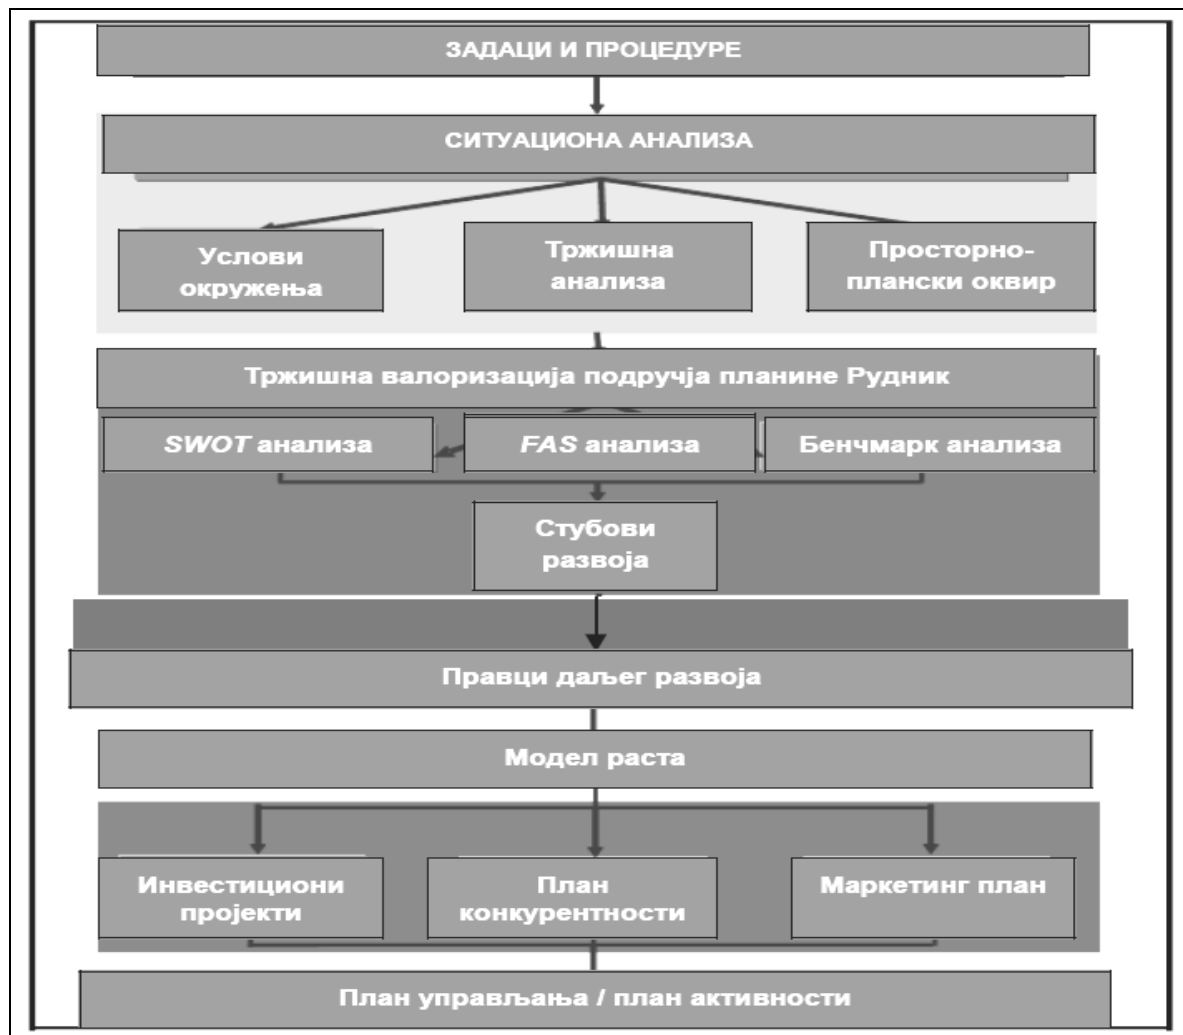 ЗАДАЦИ И ПРОЦЕДУРЕ
СИТУАЦИОНА АНАЛИЗА
Услови
окружења
Тржишна
анализа
Просторно-
плански оквир
Тржишна валоризација подручја планине Рудник
SWOT анализа
FAS анализа
Бенчмарк анализа
Стубови
развоја
Правци даљег развоја
Модел раста
Инвестициони
пројекти
План
конкурентности
Маркетинг план
План управљања / план активности